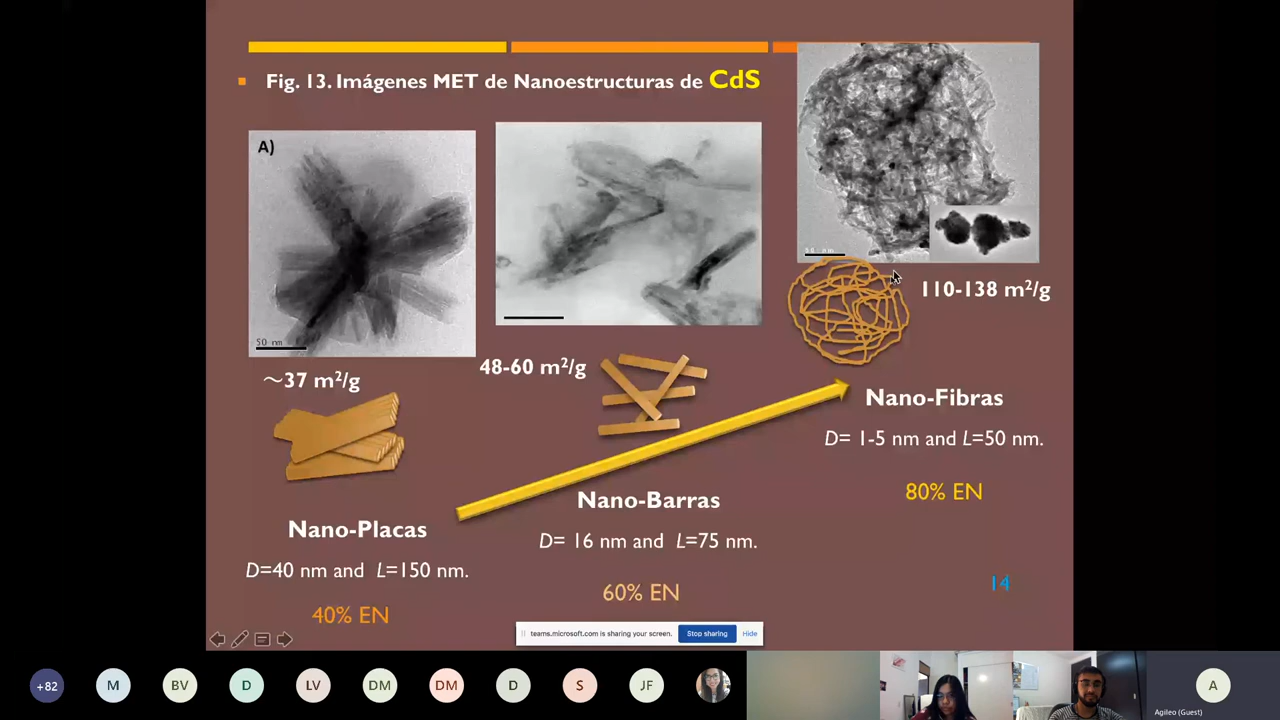 Fig. 13. Imágenes MET de Nanoestructuras de CdS
A)
50 nm
~37 m²/g
48-60 m²/g
110-138 m²/g
Nano-Fibras
D= 1-5 nm and L=50 nm.
80% EN
Nano-Barras
D= 16 nm and L=75 nm.
60% EN
Nano-Placas
D=40 nm and L=150 nm.
40% EN
14
teams.microsoft.com is sharing your screen.
Stop sharing
Hide
+82
M
BV
D
LV
DM
DM
D
S
JF
A
Agileo (Guest)